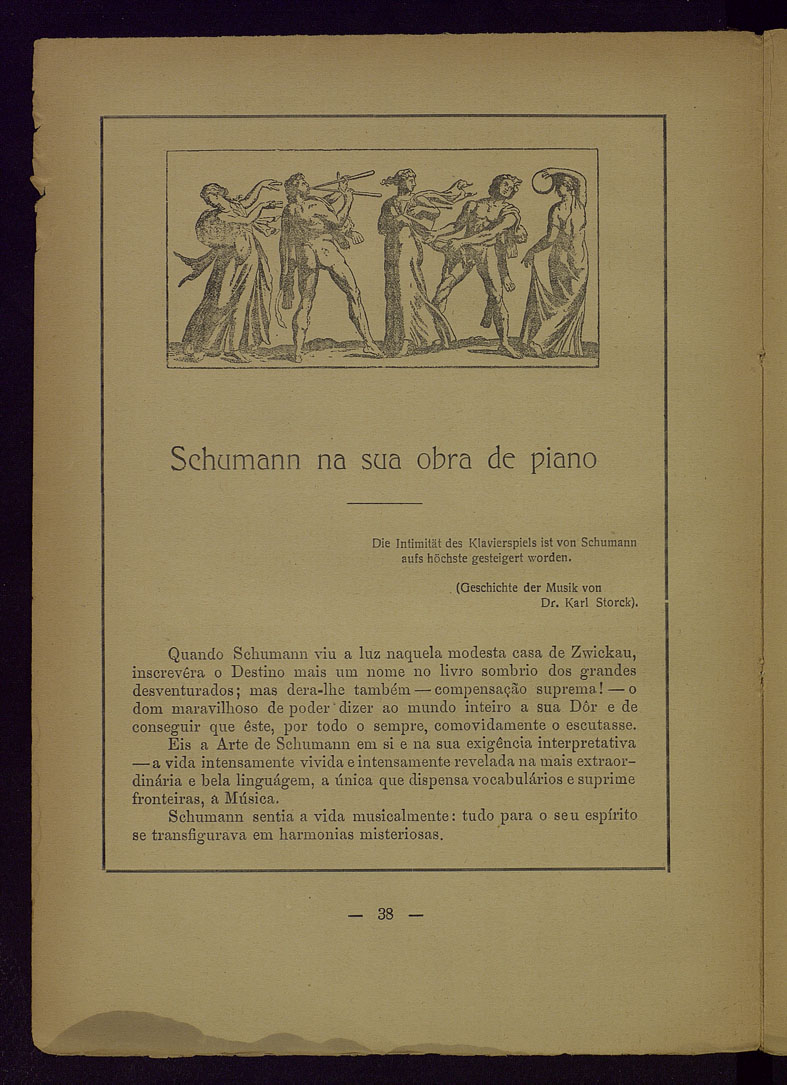 Schumann na sua obra de piano
Die Intimität des Klavierspiels ist von Schumann
aufs höchste gesteigert worden.
(Geschichte der Musik von
Dr. Karl Storck).
Quando Schumann viu a luz naquela modesta casa de Zwickau,
inscrevêra o Destino mais um nome no livro sombrio dos grandes
desventurados; mas dera-lhe também — compensação suprema! — o
dom maravilhoso de poder dizer ao mundo inteiro a sua Dôr e de
conseguir que êste, por todo o sempre, comovidamente o escutasse.
Eis a Arte de Schumann em si e na sua exigência interpretativa
— a vida intensamente vivida e intensamente revelada na mais extraor-
dinária e bela linguágem, a única que dispensa vocabulários e suprime
fronteiras, a Música.
Schumann sentia a vida musicalmente: tudo para o seu espírito
se transfigurava em harmonias misteriosas.
— 38 —